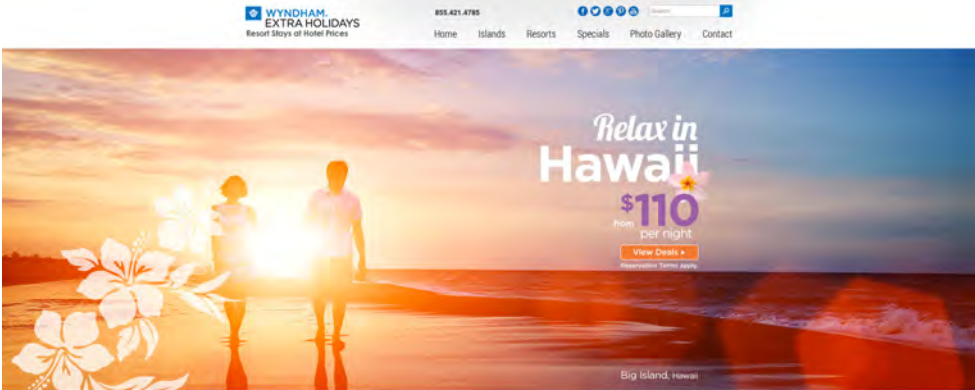 WYNDHAM.
EXTRA HOLIDAYS
Resort Stays at Hotel Prices
855.421.4785
Search
Home Islands Resorts Specials Photo Gallery Contact
Relax in
Hawaii
from $110
per night
View Deals ▸
Reservation Terms Apply
Big Island, Hawaii